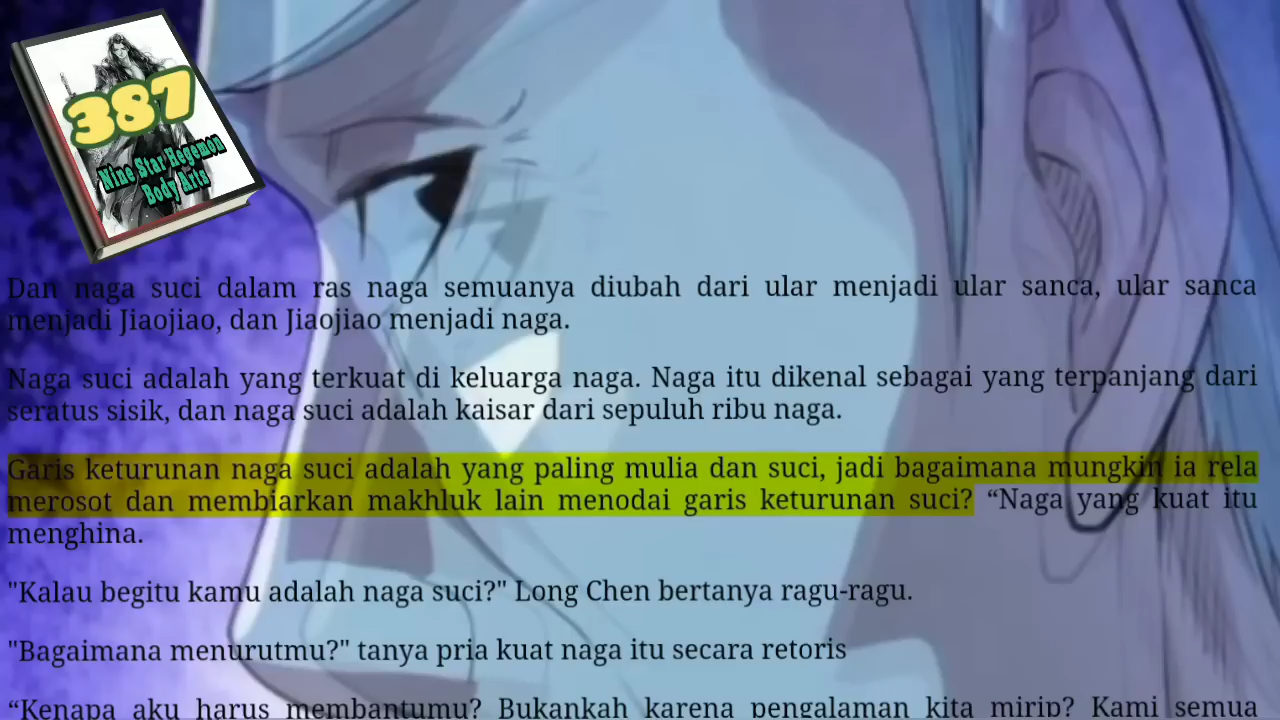 387
Nine Star Hegemon
Body Arts
Dan naga suci dalam ras naga semuanya diubah dari ular menjadi ular sanca, ular sanca
menjadi Jiaojiao, dan Jiaojiao menjadi naga.
Naga suci adalah yang terkuat di keluarga naga. Naga itu dikenal sebagai yang terpanjang dari
seratus sisik, dan naga suci adalah kaisar dari sepuluh ribu naga.
Garis keturunan naga suci adalah yang paling mulia dan suci, jadi bagaimana mungkin ia rela
merosot dan membiarkan makhluk lain menodai garis keturunan suci? “Naga yang kuat itu
menghina.
"Kalau begitu kamu adalah naga suci?" Long Chen bertanya ragu-ragu.
"Bagaimana menurutmu?" tanya pria kuat naga itu secara retoris
“Kenapa aku harus membantumu? Bukankah karena pengalaman kita mirip? Kami semua